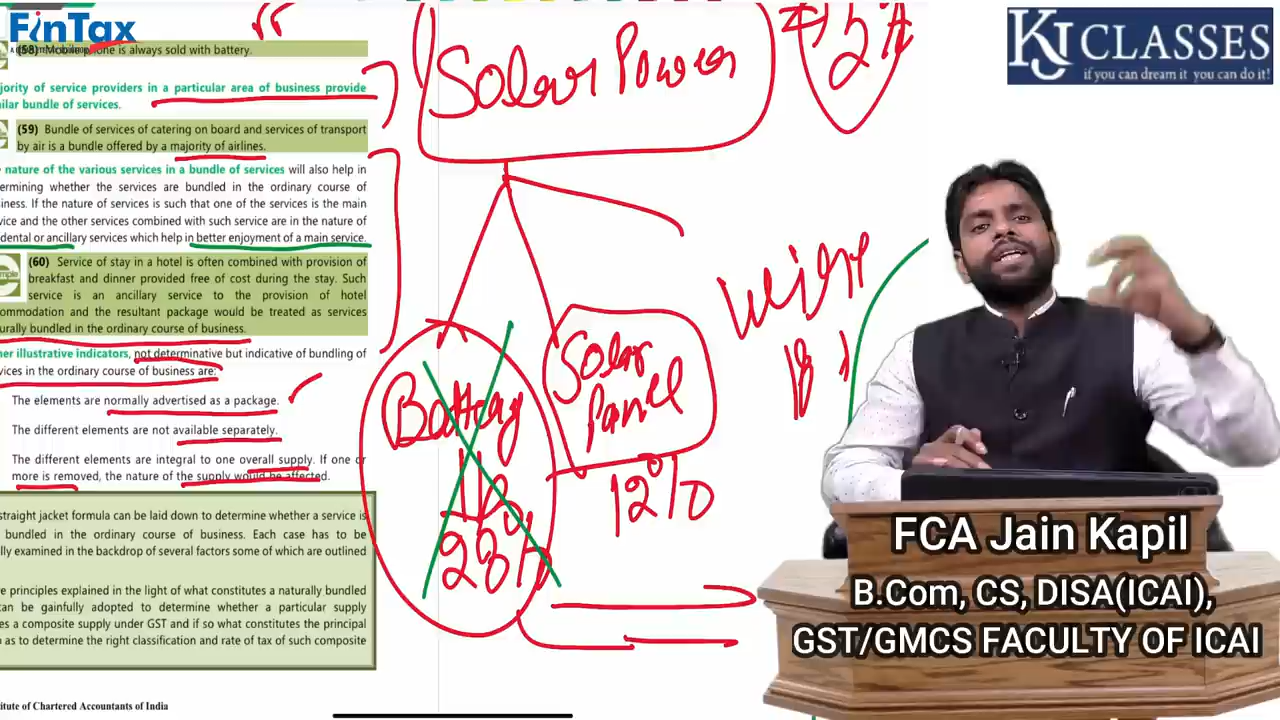 FinTax
(58) Mobile phone is always sold with battery.
jority of service providers in a particular area of business provide
ilar bundle of services.
(59) Bundle of services of catering on board and services of transport
by air is a bundle offered by a majority of airlines.
nature of the various services in a bundle of services will also help in
ermining whether the services are bundled in the ordinary course of
iness. If the nature of services is such that one of the services is the main
vice and the other services combined with such service are in the nature of
dental or ancillary services which help in better enjoyment of a main service.
(60) Service of stay in a hotel is often combined with provision of
breakfast and dinner provided free of cost during the stay. Such
service is an ancillary service to the provision of hotel
ommodation and the resultant package would be treated as services
urally bundled in the ordinary course of business.
er illustrative indicators, not determinative but indicative of bundling of
vices in the ordinary course of business are:
The elements are normally advertised as a package.
The different elements are not available separately.
The different elements are integral to one overall supply. If one or
more is removed, the nature of the supply would be affected.
straight jacket formula can be laid down to determine whether a service is
bundled in the ordinary course of business. Each case has to be
lly examined in the backdrop of several factors some of which are outlined
e principles explained in the light of what constitutes a naturally bundled
can be gainfully adopted to determine whether a particular supply
es a composite supply under GST and if so what constitutes the principal
so as to determine the right classification and rate of tax of such composite
titute of Chartered Accountants of India
Solar Power
Battery
28%
Solar
Panel
12%
18
KJ CLASSES
if you can dream it you can do it!
FCA Jain Kapil
B.Com, CS, DISA(ICAI),
GST/GMCS FACULTY OF ICAI